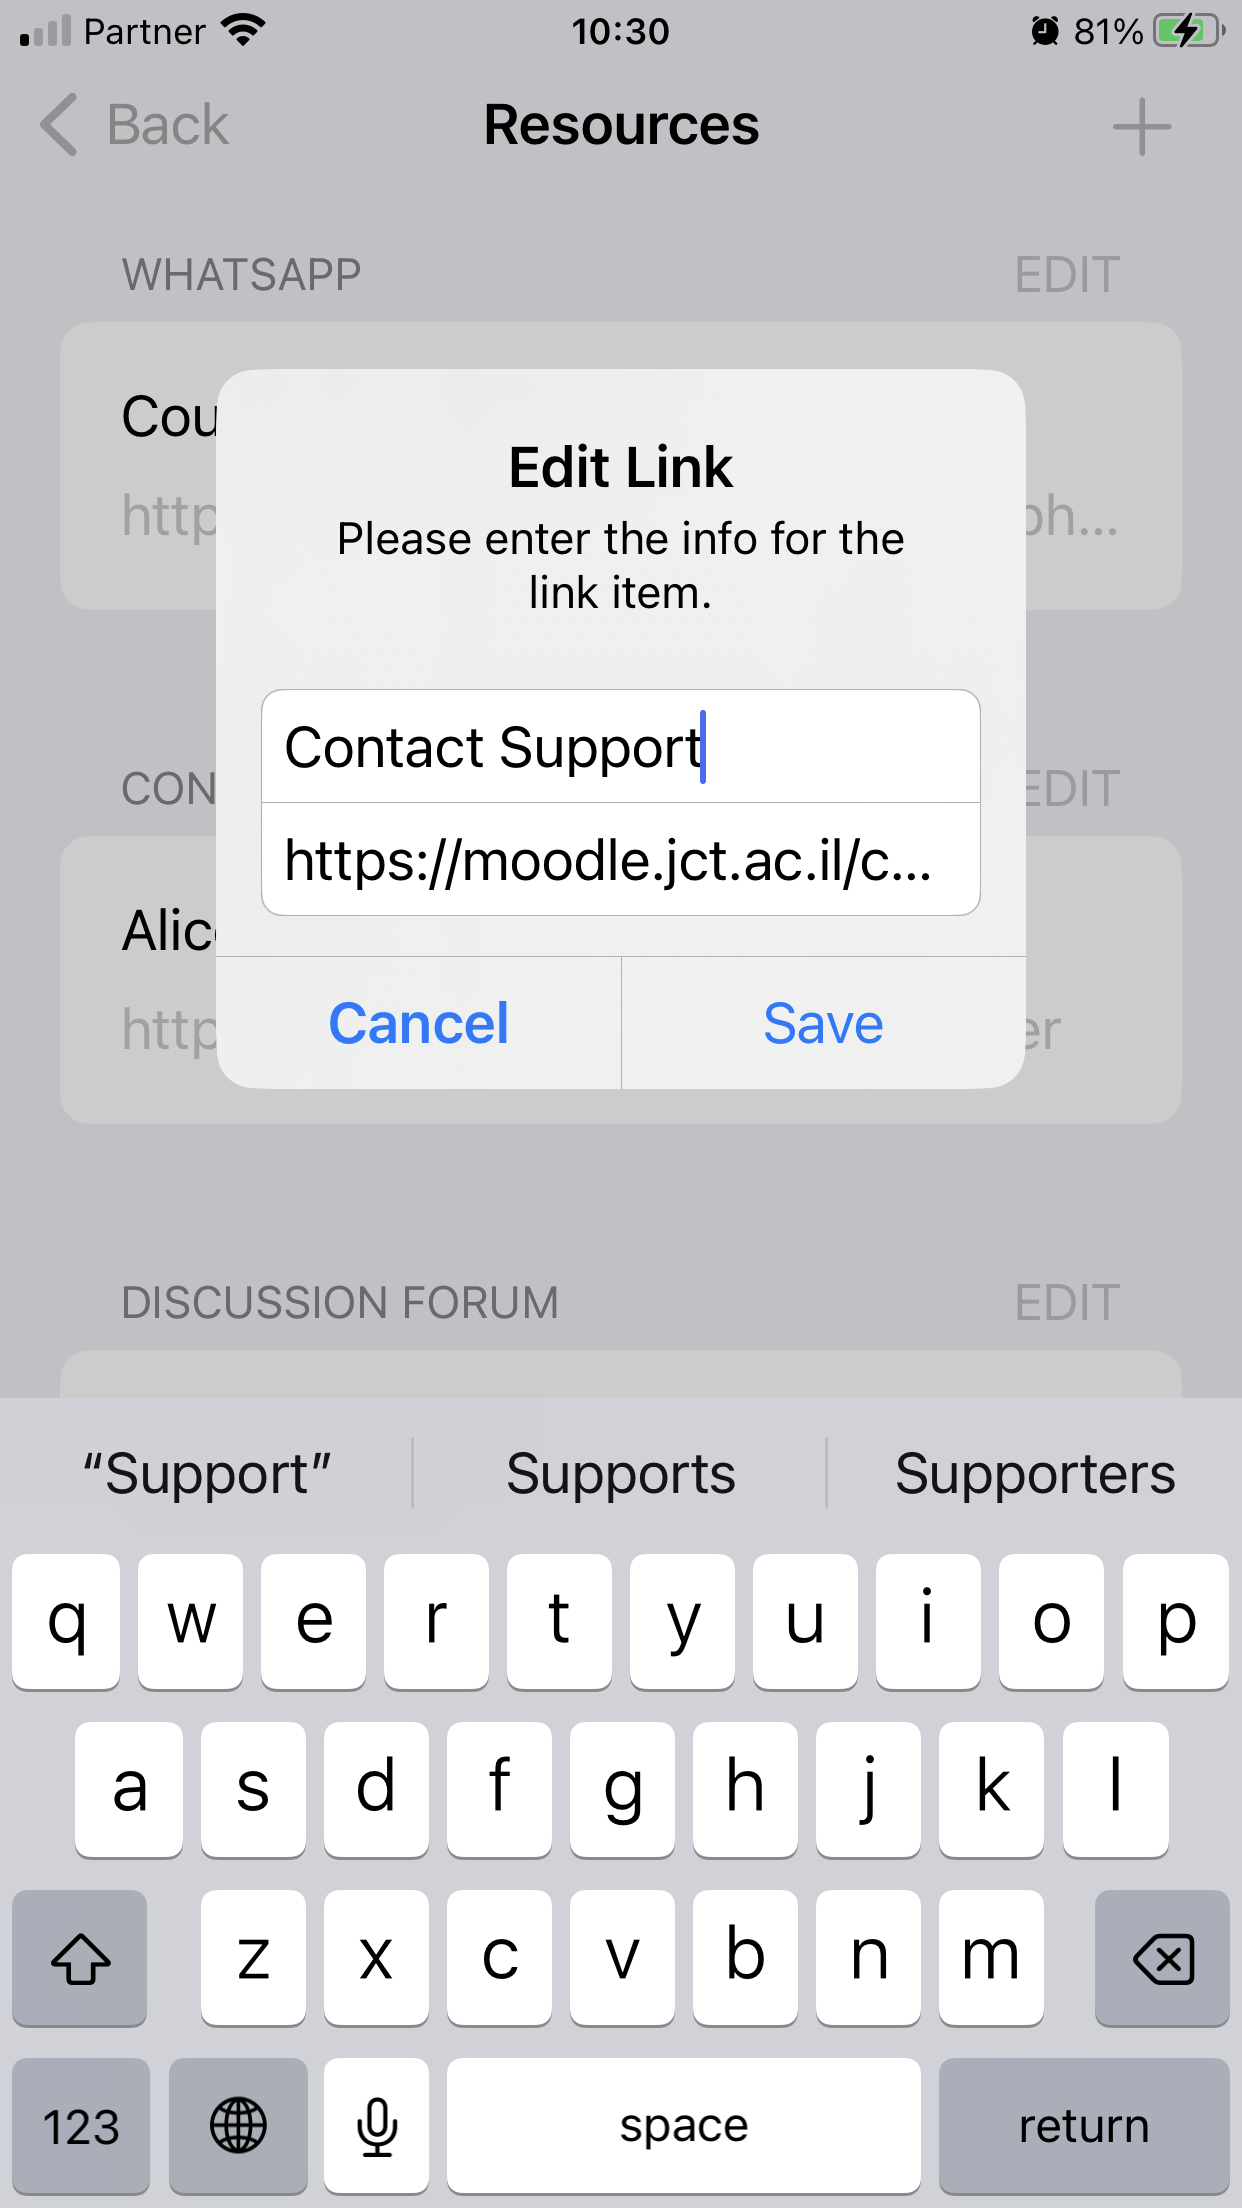 Partner 10:30 81%
Back Resources
WHATSAPP EDIT
Cou
http ph...
Edit Link
Please enter the info for the
link item.
Contact Support
https://moodle.jct.ac.il/c...
CON EDIT
Alic
http er
Cancel Save
DISCUSSION FORUM EDIT
“Support” Supports Supporters
q w e r t y u i o p
a s d f g h j k l
z x c v b n m
123 space return